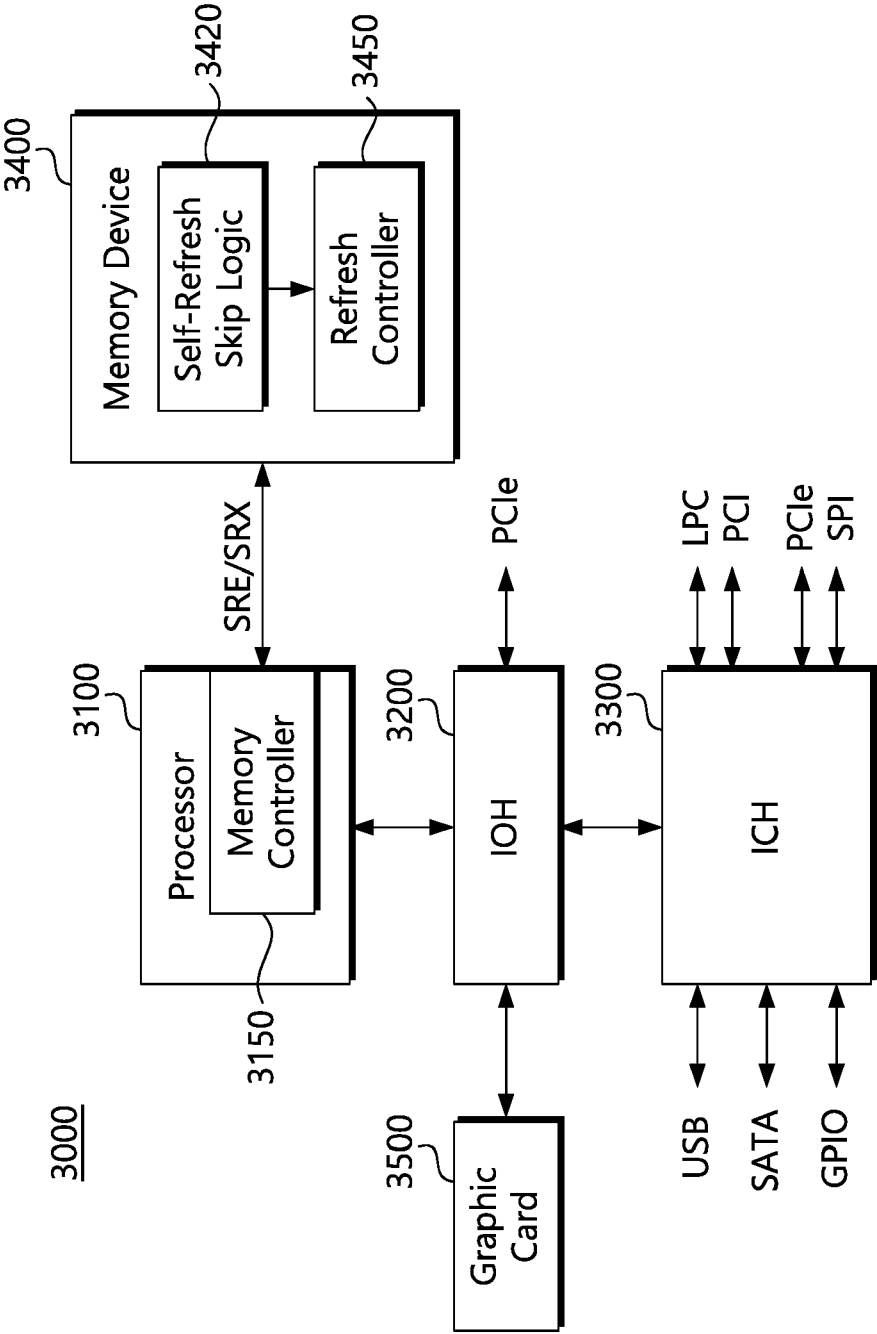 3000
3100
Processor
Memory
Controller
3150
SRE/SRX
3400
Memory Device
Self-Refresh
Skip Logic
3420
Refresh
Controller
3450
3500
Graphic
Card
3200
IOH
PCIe
3300
ICH
USB
SATA
GPIO
LPC
PCI
PCIe
SPI